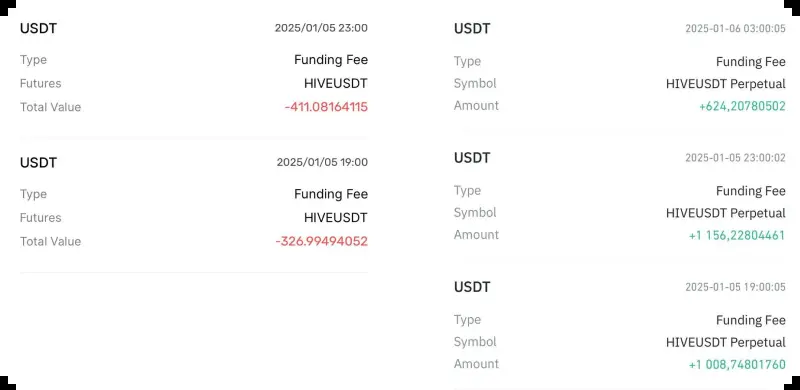 USDT 2025/01/05 23:00
Type Funding Fee
Futures HIVEUSDT
Total Value -411.08164115
USDT 2025/01/05 19:00
Type Funding Fee
Futures HIVEUSDT
Total Value -326.99494052
USDT 2025-01-06 03:00:05
Type Funding Fee
Symbol HIVEUSDT Perpetual
Amount +624,20780502
USDT 2025-01-05 23:00:02
Type Funding Fee
Symbol HIVEUSDT Perpetual
Amount +1 156,22804461
USDT 2025-01-05 19:00:05
Type Funding Fee
Symbol HIVEUSDT Perpetual
Amount +1 008,74801760